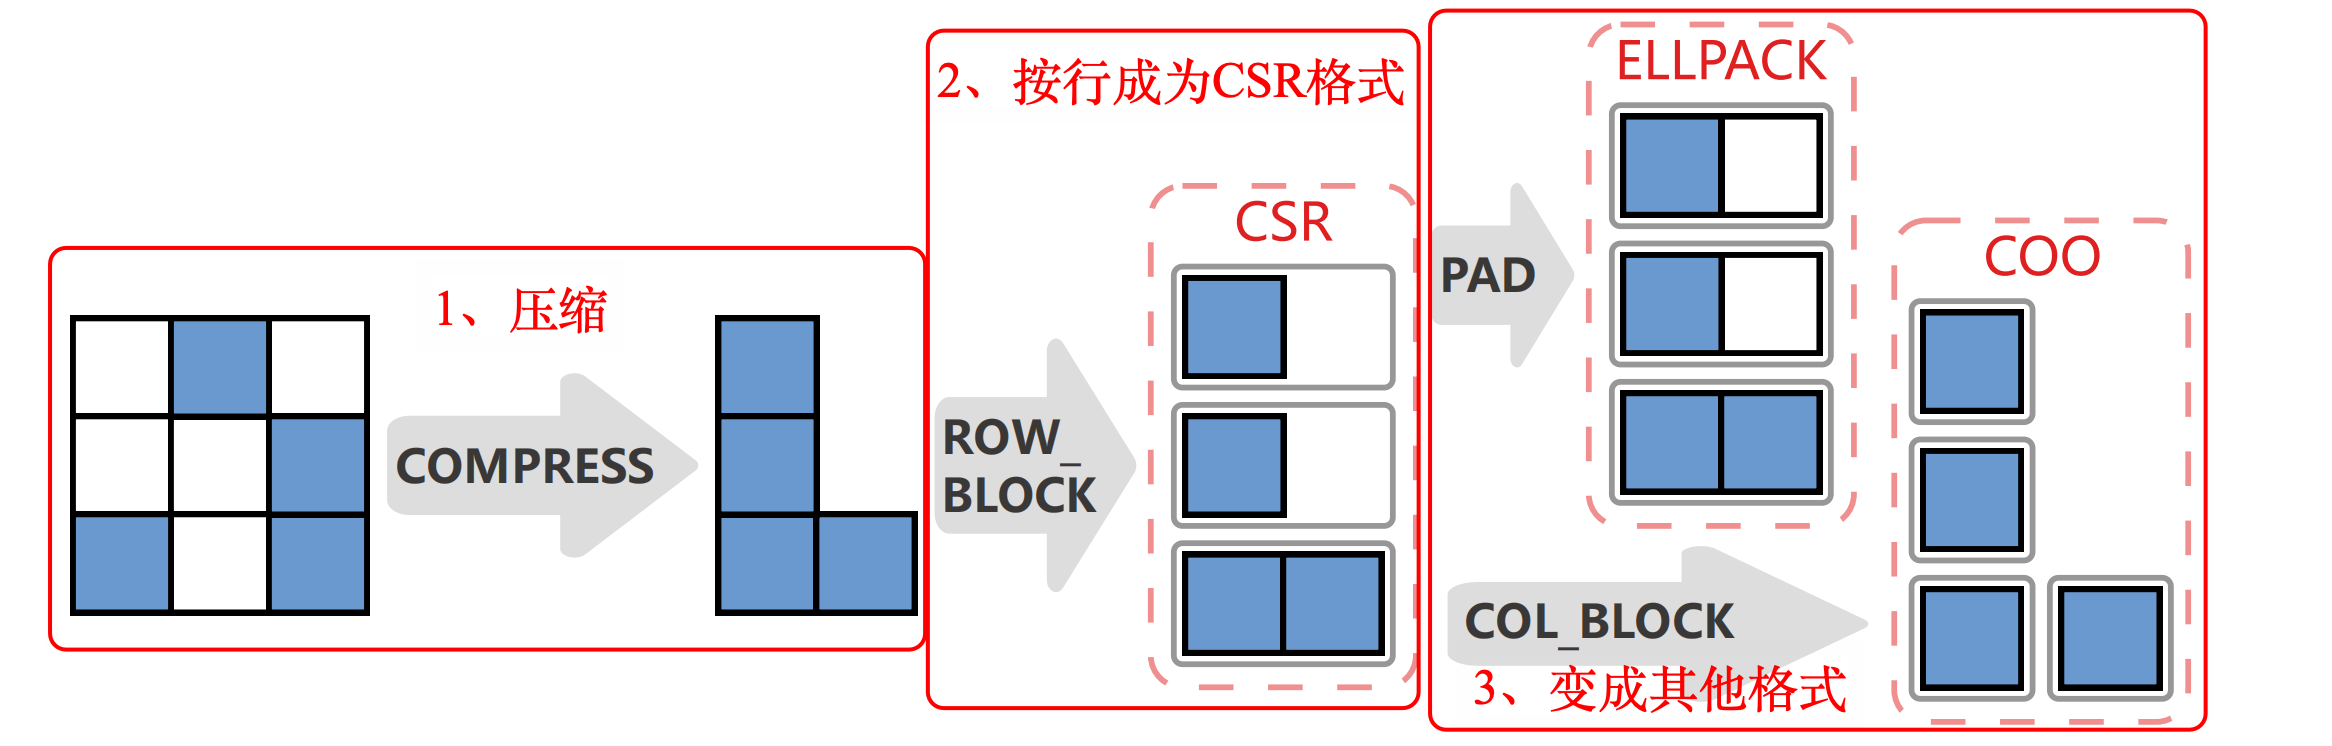 1、压缩
COMPRESS
2、按行成为CSR格式
ROW_
BLOCK
CSR
PAD
ELLPACK
COL_BLOCK
COO
3、变成其他格式